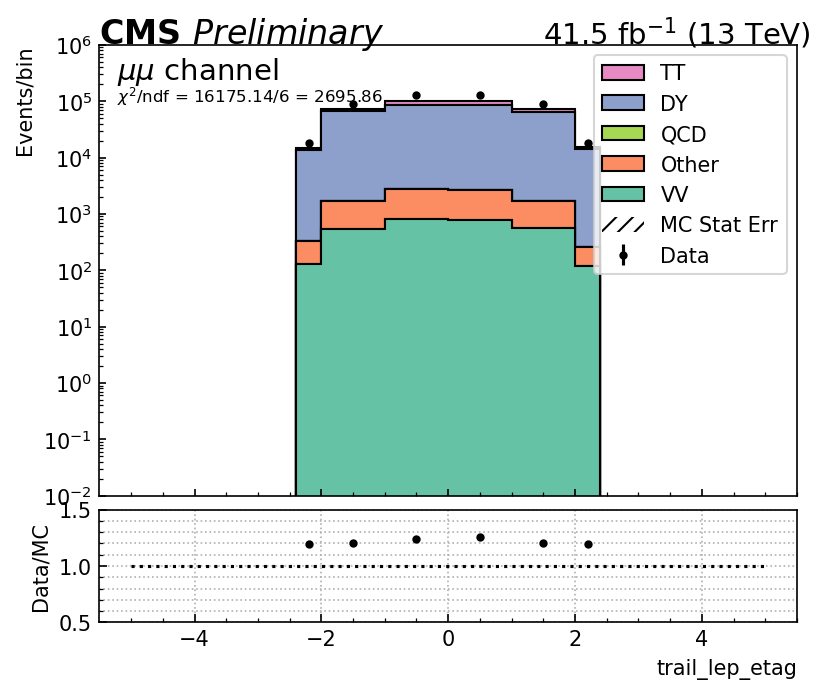 CMS Preliminary 41.5 fb⁻¹ (13 TeV)
Events/bin
μμ channel
χ²/ndf = 16175.14/6 = 2695.86
TT
DY
QCD
Other
VV
MC Stat Err
Data
10⁶
10⁵
10⁴
10³
10²
10¹
10⁰
10⁻¹
10⁻²
Data/MC
1.5
1.0
0.5
−4 −2 0 2 4
trail_lep_etag